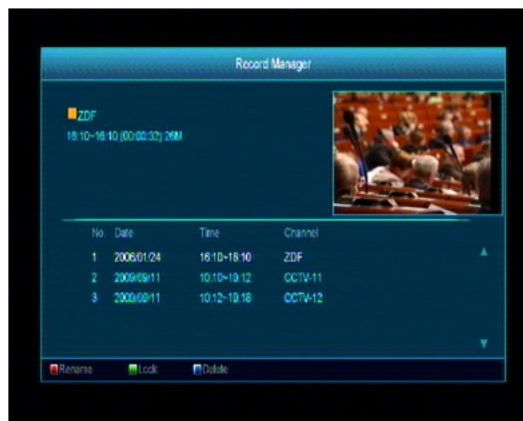 Record Manager
ZDF
16:10~16:10 (00:00:32) 26M
No. Date Time Channel
1 2006/01/24 16:10~16:10 ZDF
2 2009/09/11 10:10~10:12 CCTV-11
3 2009/09/11 10:12~10:18 CCTV-12
Rename Lock Delete